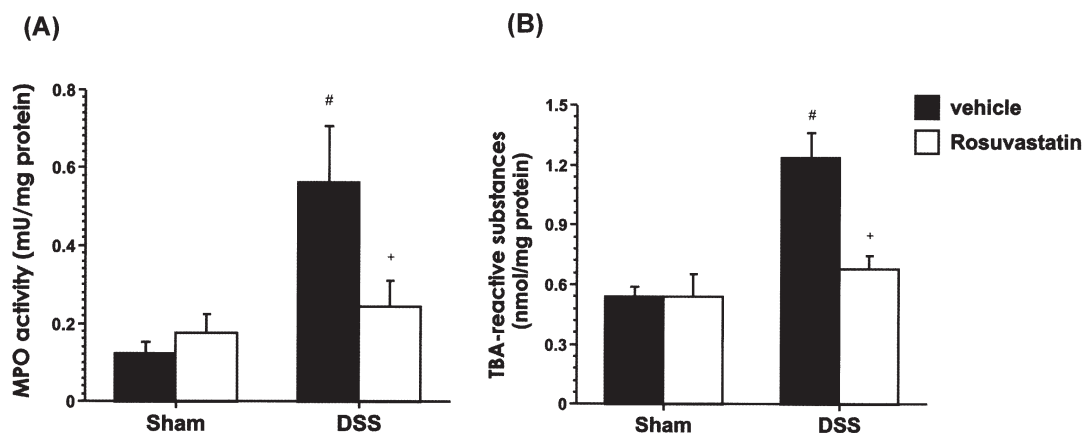 (A)
MPO activity (mU/mg protein)
0.8
0.6
0.4
0.2
0
#
+
Sham
DSS
(B)
TBA-reactive substances
(nmol/mg protein)
1.5
1.2
0.9
0.6
0.3
0
#
+
Sham
DSS
vehicle
Rosuvastatin